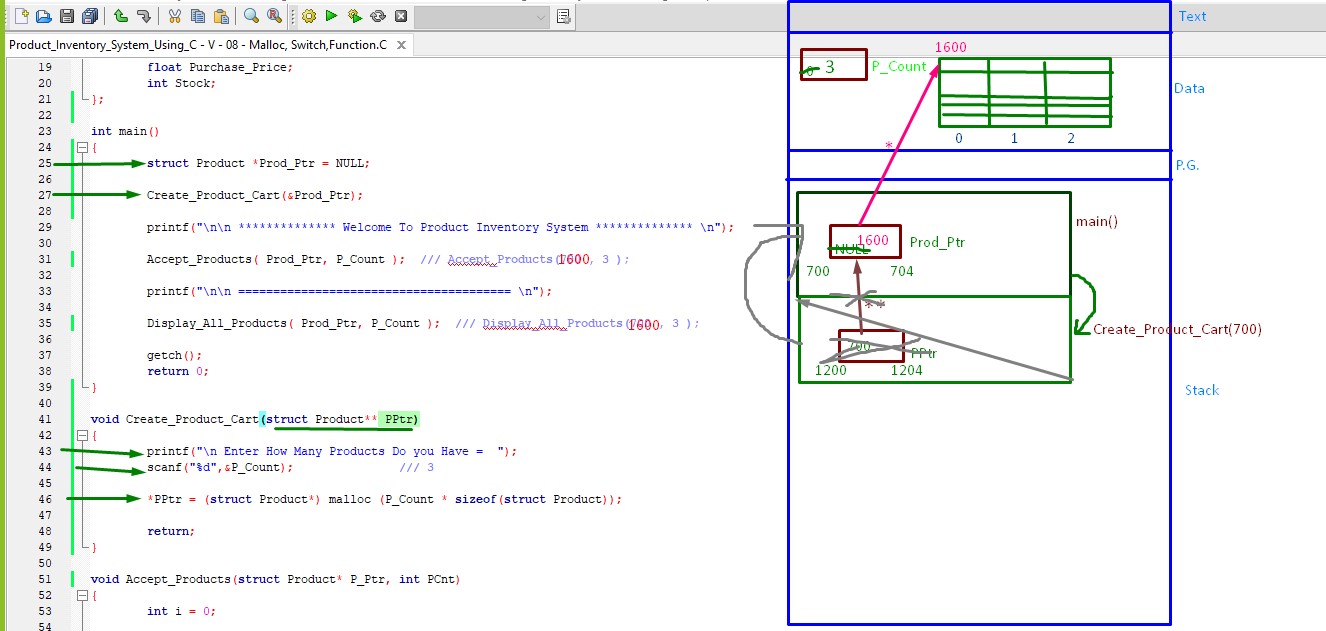 Product_Inventory_System_Using_C - V - 08 - Malloc, Switch,Function.C
19 float Purchase_Price;
20 int Stock;
21 };
22
23 int main()
24 {
25 struct Product *Prod_Ptr = NULL;
26
27 Create_Product_Cart(&Prod_Ptr);
28
29 printf("\n\n ************** Welcome To Product Inventory System ************** \n");
30
31 Accept_Products( Prod_Ptr, P_Count ); /// Accept_Products( 1600 , 3 );
32
33 printf("\n\n ======================================= \n");
34
35 Display_All_Products( Prod_Ptr, P_Count ); /// Display_All_Products( 1600 , 3 );
36
37 getch();
38 return 0;
39 }
40
41 void Create_Product_Cart(struct Product** PPtr)
42 {
43 printf("\n Enter How Many Products Do you Have =  ");
44 scanf("%d",&P_Count); /// 3
45
46 *PPtr = (struct Product*) malloc (P_Count * sizeof(struct Product));
47
48 return;
49 }
50
51 void Accept_Products(struct Product* P_Ptr, int PCnt)
52 {
53 int i = 0;
54
Text
1600
0 3 P_Count
Data
0 1 2
*
P.G.
main()
1600
NULL
Prod_Ptr
700 704
* *
Create_Product_Cart(700)
700
PPtr
1200 1204
Stack